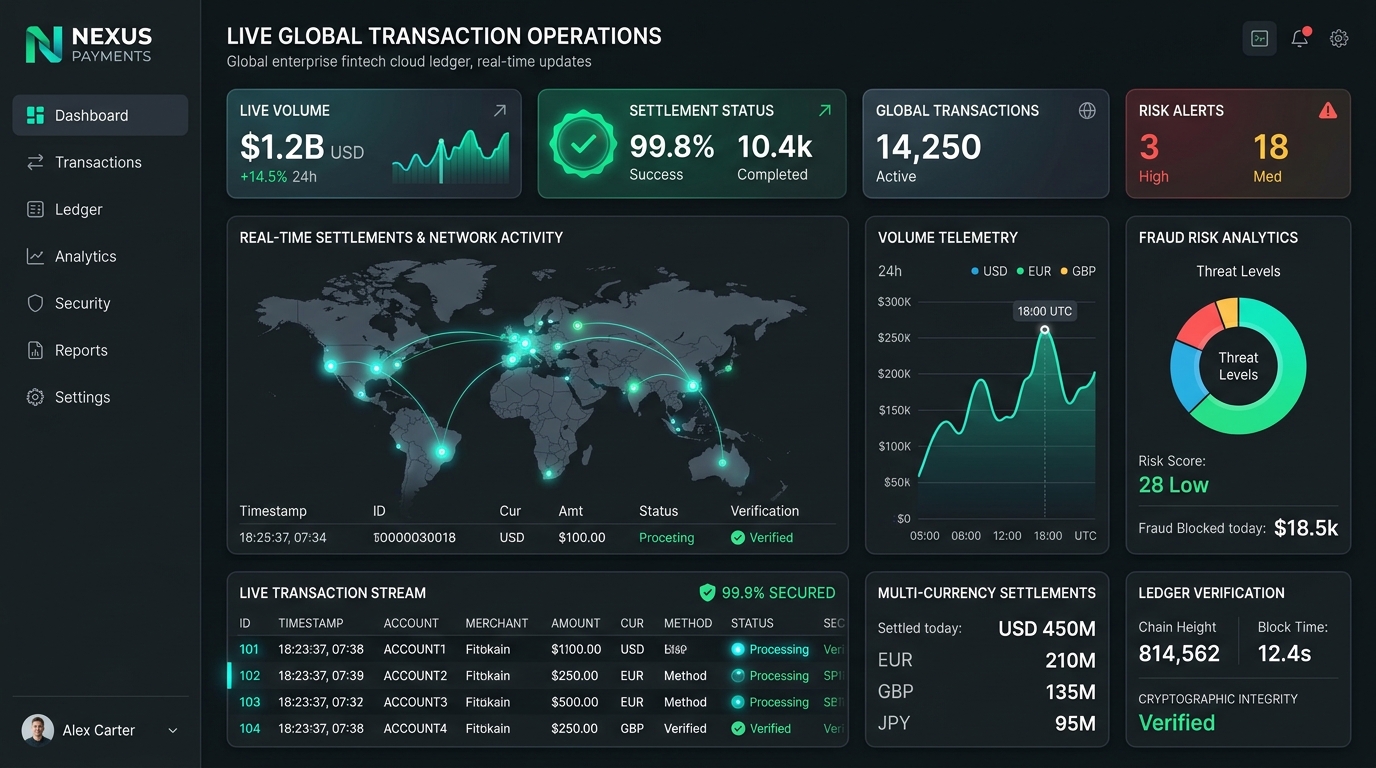 NEXUS
PAYMENTS
Dashboard
Transactions
Ledger
Analytics
Security
Reports
Settings
Alex Carter
LIVE GLOBAL TRANSACTION OPERATIONS
Global enterprise fintech cloud ledger, real-time updates
LIVE VOLUME
$1.2B USD
+14.5% 24h
SETTLEMENT STATUS
99.8% 10.4k
Success Completed
GLOBAL TRANSACTIONS
14,250
Active
RISK ALERTS
3 18
High Med
REAL-TIME SETTLEMENTS & NETWORK ACTIVITY
Timestamp ID Cur Amt Status Verification
18:25:37, 07:34 USD $100.00 Proceting Verified
VOLUME TELEMETRY
24h USD EUR GBP
18:00 UTC
$300K
$250K
$200K
$150K
$100K
$50K
$0
05:00 08:00 12:00 18:00 UTC
FRAUD RISK ANALYTICS
Threat Levels
Threat
Levels
Risk Score:
28 Low
Fraud Blocked today: $18.5k
LIVE TRANSACTION STREAM 99.9% SECURED
ID TIMESTAMP ACCOUNT MERCHANT AMOUNT CUR METHOD STATUS SEC
101 18:23:37, 07:38 ACCOUNT1 Fitokain $1100.00 USD Processing Veri
102 18:23:37, 07:39 ACCOUNT2 Fitokain $250.00 EUR Method Processing
103 18:23:37, 07:32 ACCOUNT3 Fitokain $500.00 EUR Method Processing
104 18:23:37, 07:38 ACCOUNT4 Fitokain $250.00 GBP Verified Verified Veri
MULTI-CURRENCY SETTLEMENTS
Settled today: USD 450M
EUR 210M
GBP 135M
JPY 95M
LEDGER VERIFICATION
Chain Height Block Time:
814,562 12.4s
CRYPTOGRAPHIC INTEGRITY
Verified